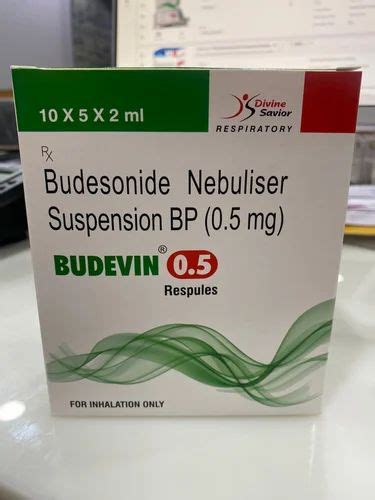 10 X 5 X 2 ml
Divine
Savior
RESPIRATORY
Rx
Budesonide Nebuliser
Suspension BP (0.5 mg)
BUDEVIN® 0.5
Respules
FOR INHALATION ONLY